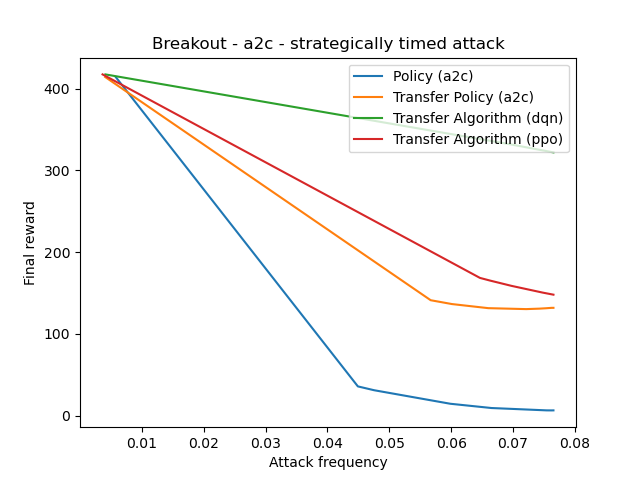 Breakout - a2c - strategically timed attack
Policy (a2c)
Transfer Policy (a2c)
Transfer Algorithm (dqn)
Transfer Algorithm (ppo)
Final reward
400
300
200
100
0
0.01 0.02 0.03 0.04 0.05 0.06 0.07 0.08
Attack frequency